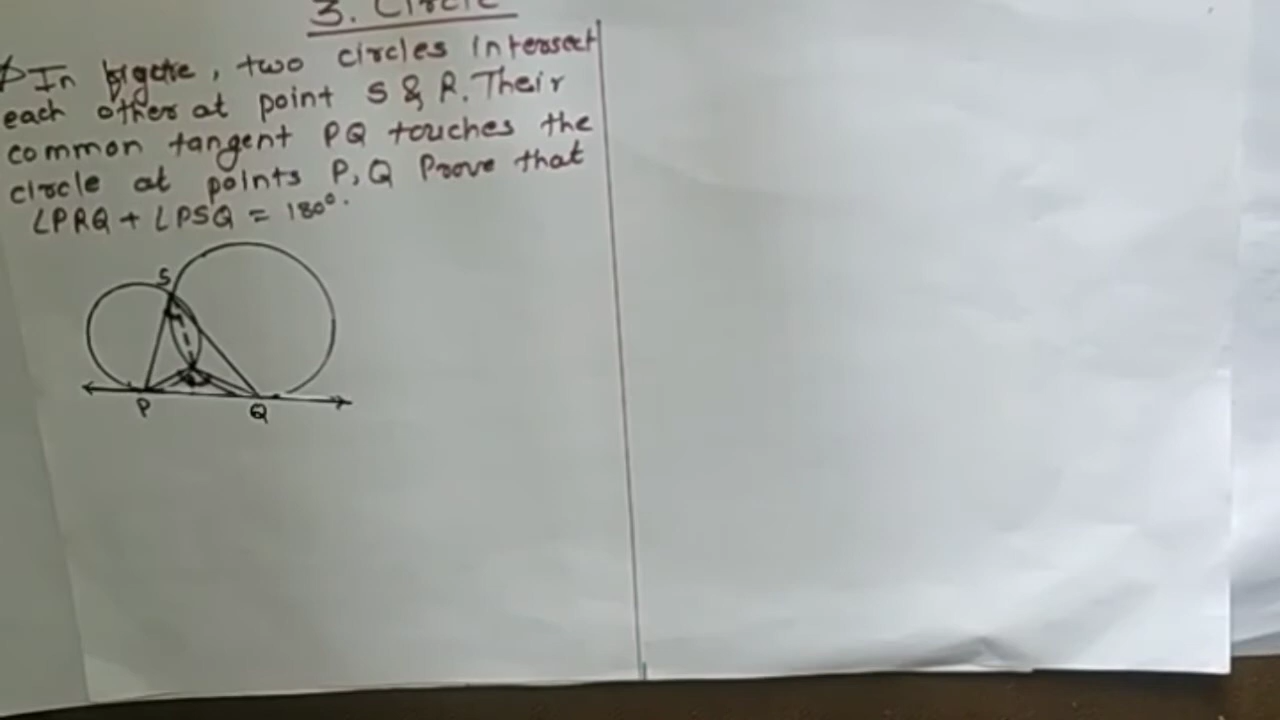 3. Circle
In figure, two circles intersect
each other at point S & R. Their
common tangent PQ touches the
circle at points P, Q Prove that
∠PRQ + ∠PSQ = 180°.
S
P
Q